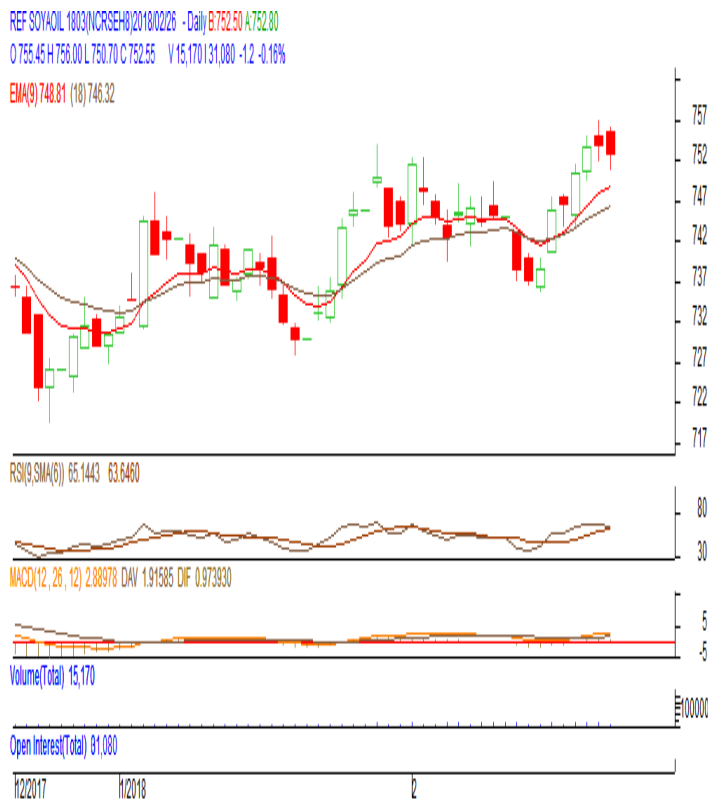 REF SOYAOIL 1803(NCRSEH8)2018/02/26 - Daily B:752.50 A:752.80
O 755.45 H 756.00 L 750.70 C 752.55 V 15,170 I 31,080 -1.2 -0.16%
EMA(9) 748.81 (18) 746.32
757
752
747
742
737
732
727
722
717
RSI(9,SMA(6)) 65.1443 63.6460
80
30
MACD(12 , 26 , 12) 2.88978 DAV 1.91585 DIF 0.973930
5
-5
Volume(Total) 15,170
100000
Open Interest(Total) 31,080
12/2017 1/2018 2